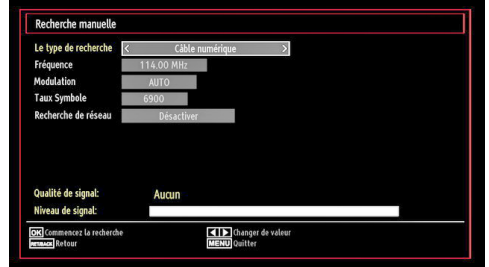 Recherche manuelle
Le type de recherche < Câble numérique >
Fréquence 114.00 MHz
Modulation AUTO
Taux Symbole 6900
Recherche de réseau Désactiver
Qualité de signal: Aucun
Niveau de signal:
OK Commencez la recherche Changer de valeur
RET/BACK Retour MENU Quitter